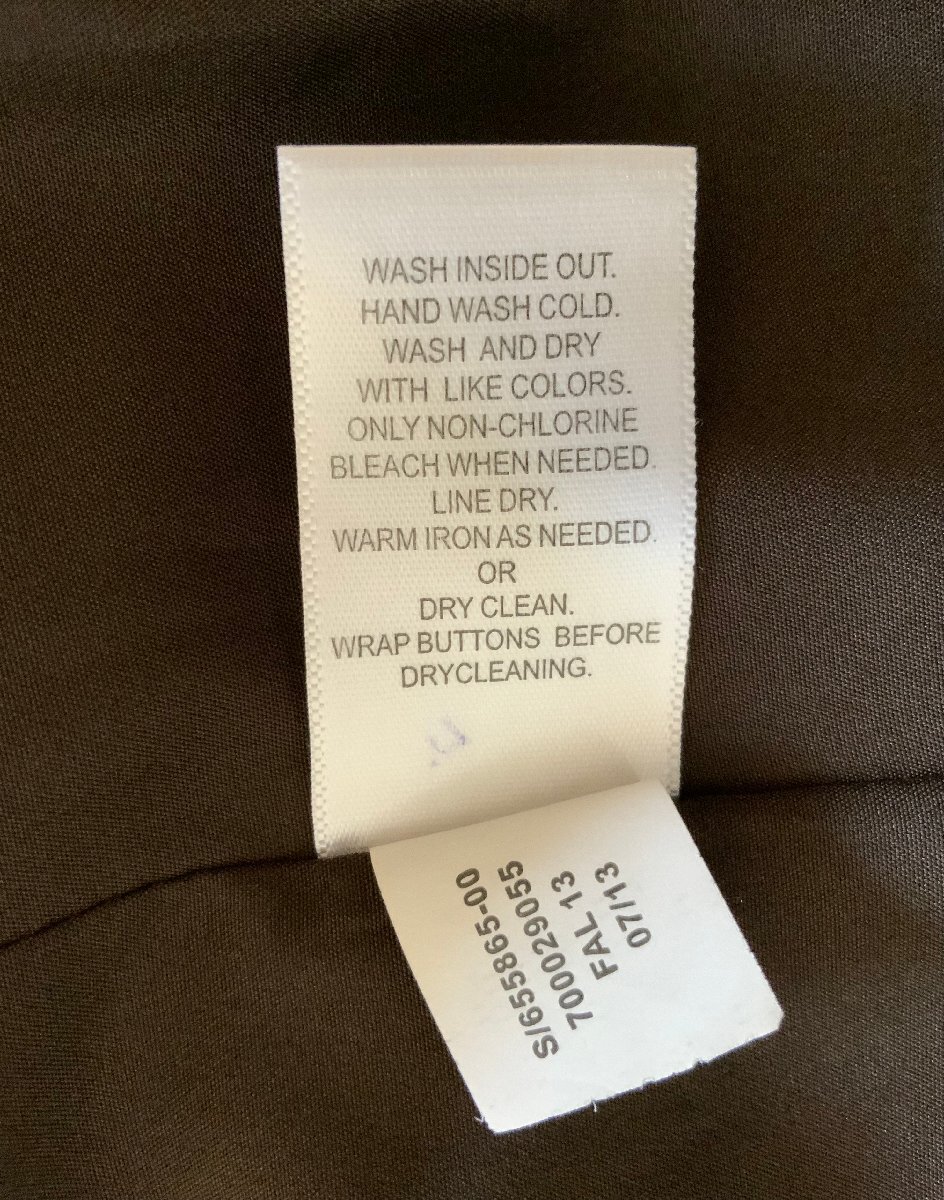 WASH INSIDE OUT.
HAND WASH COLD.
WASH AND DRY
WITH LIKE COLORS.
ONLY NON-CHLORINE
BLEACH WHEN NEEDED.
LINE DRY.
WARM IRON AS NEEDED.
OR
DRY CLEAN.
WRAP BUTTONS BEFORE
DRYCLEANING.
S/655865-00
700029055
FAL 13
07/13